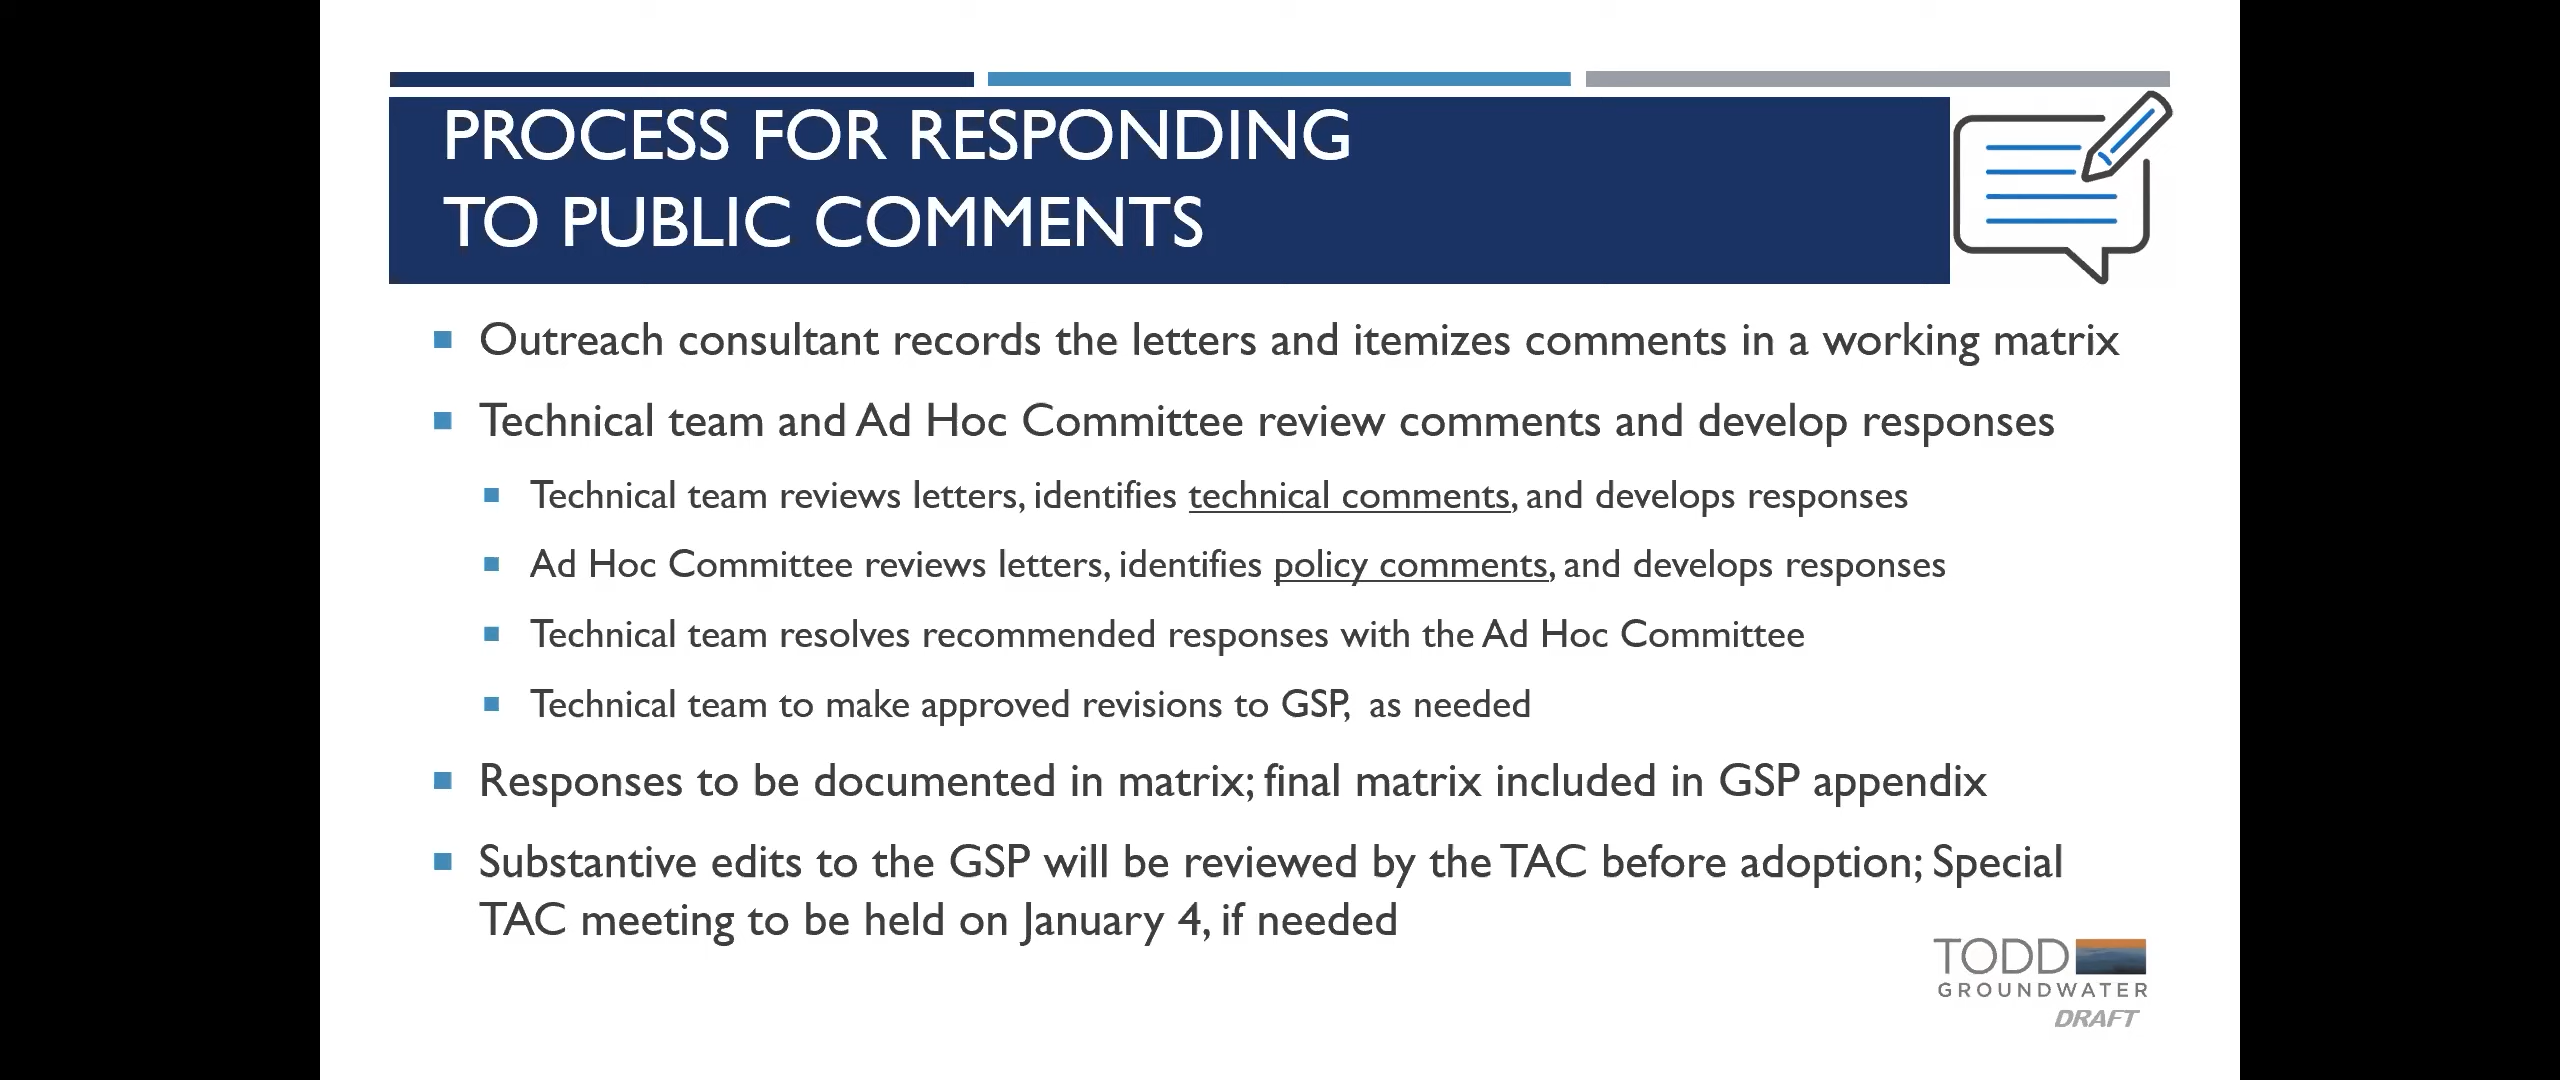 PROCESS FOR RESPONDING
TO PUBLIC COMMENTS
Outreach consultant records the letters and itemizes comments in a working matrix
Technical team and Ad Hoc Committee review comments and develop responses
Technical team reviews letters, identifies technical comments, and develops responses
Ad Hoc Committee reviews letters, identifies policy comments, and develops responses
Technical team resolves recommended responses with the Ad Hoc Committee
Technical team to make approved revisions to GSP, as needed
Responses to be documented in matrix; final matrix included in GSP appendix
Substantive edits to the GSP will be reviewed by the TAC before adoption; Special
TAC meeting to be held on January 4, if needed
TODD
GROUNDWATER
DRAFT